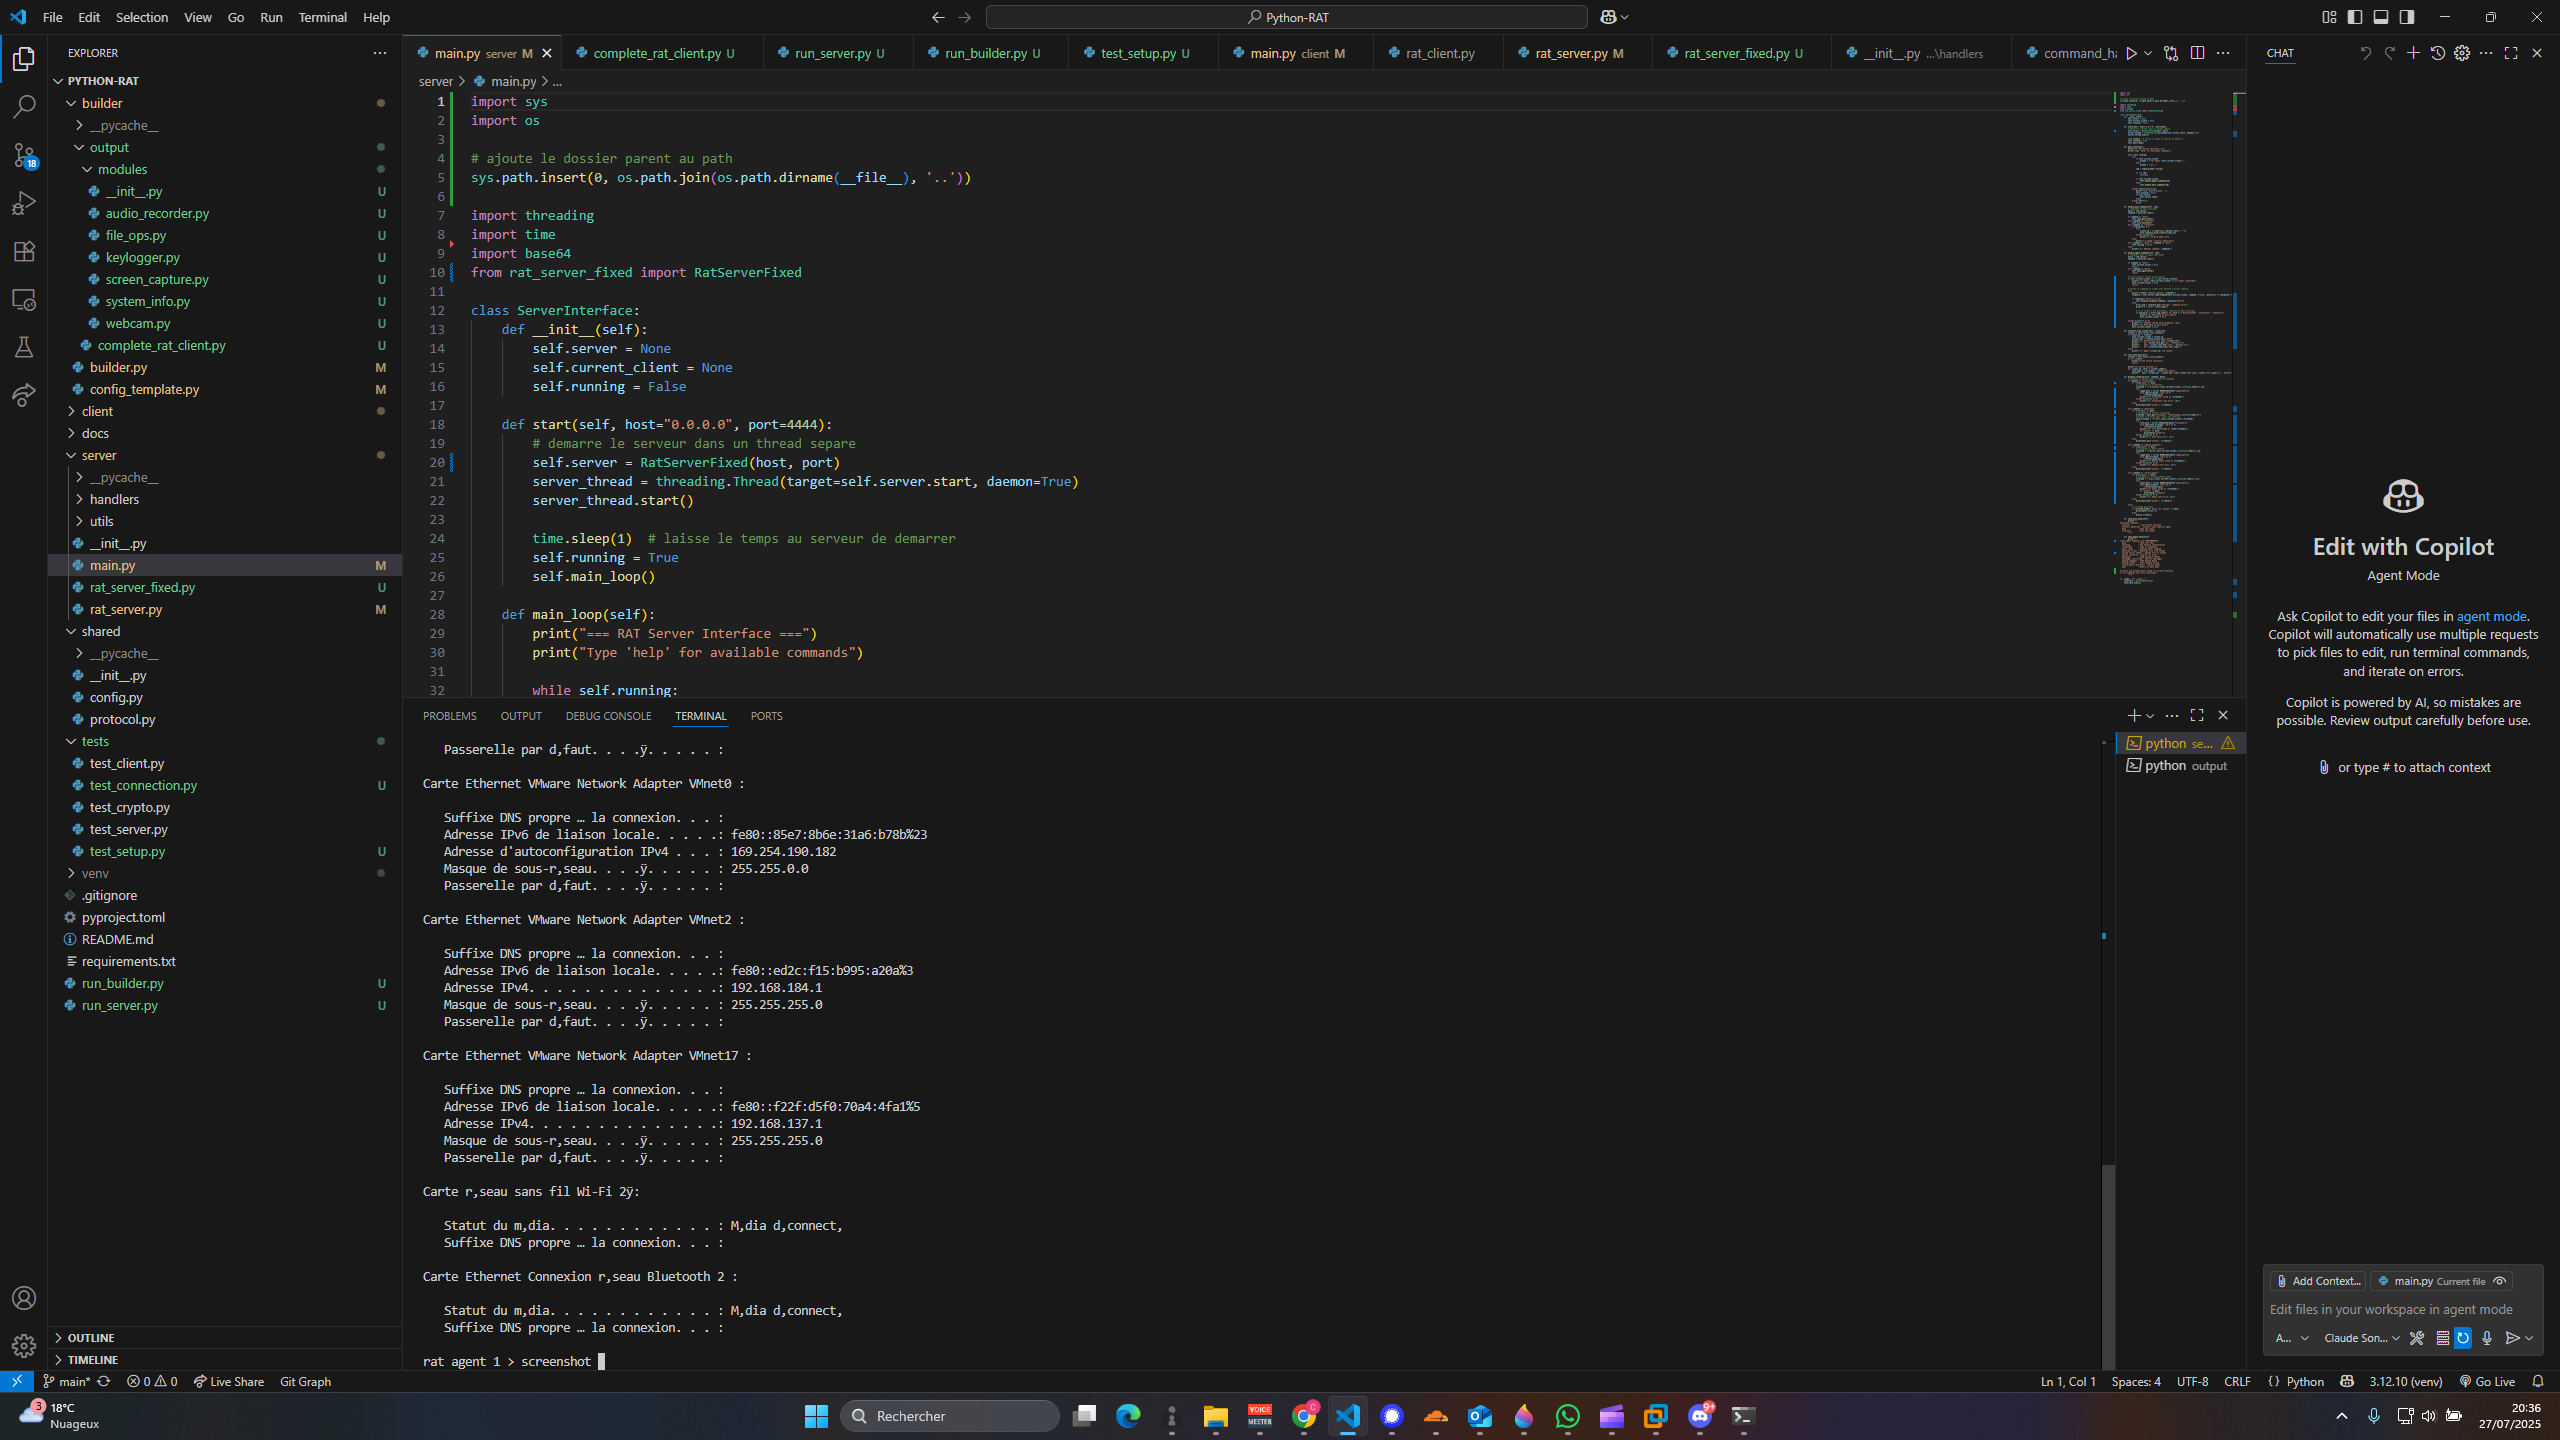 File Edit Selection View Go Run Terminal Help
Python-RAT
EXPLORER
PYTHON-RAT
builder
__pycache__
output
modules
__init__.py U
audio_recorder.py U
file_ops.py U
keylogger.py U
screen_capture.py U
system_info.py U
webcam.py U
complete_rat_client.py U
builder.py M
config_template.py M
client
docs
server
__pycache__
handlers
utils
__init__.py
main.py M
rat_server_fixed.py U
rat_server.py M
shared
__pycache__
__init__.py
config.py
protocol.py
tests
test_client.py
test_connection.py U
test_crypto.py
test_server.py
test_setup.py U
venv
.gitignore
pyproject.toml
README.md
requirements.txt
run_builder.py U
run_server.py U
OUTLINE
TIMELINE
18
main.py server M complete_rat_client.py U run_server.py U run_builder.py U test_setup.py U main.py client M rat_client.py rat_server.py M rat_server_fixed.py U __init__.py ...\handlers command_ha
server > main.py > ...
1 import sys
2 import os
3
4 # ajoute le dossier parent au path
5 sys.path.insert(0, os.path.join(os.path.dirname(__file__), '..'))
6
7 import threading
8 import time
9 import base64
10 from rat_server_fixed import RatServerFixed
11
12 class ServerInterface:
13 def __init__(self):
14 self.server = None
15 self.current_client = None
16 self.running = False
17
18 def start(self, host="0.0.0.0", port=4444):
19 # demarre le serveur dans un thread separe
20 self.server = RatServerFixed(host, port)
21 server_thread = threading.Thread(target=self.server.start, daemon=True)
22 server_thread.start()
23
24 time.sleep(1) # laisse le temps au serveur de demarrer
25 self.running = True
26 self.main_loop()
27
28 def main_loop(self):
29 print("=== RAT Server Interface ===")
30 print("Type 'help' for available commands")
31
32 while self.running:
PROBLEMS OUTPUT DEBUG CONSOLE TERMINAL PORTS
Passerelle par d‚faut. . . .ÿ. . . . . :
Carte Ethernet VMware Network Adapter VMnet0 :
Suffixe DNS propre … la connexion. . . :
Adresse IPv6 de liaison locale. . . . .: fe80::85e7:8b6e:31a6:b78b%23
Adresse d'autoconfiguration IPv4 . . . : 169.254.190.182
Masque de sous-r‚seau. . . .ÿ. . . . . : 255.255.0.0
Passerelle par d‚faut. . . .ÿ. . . . . :
Carte Ethernet VMware Network Adapter VMnet2 :
Suffixe DNS propre … la connexion. . . :
Adresse IPv6 de liaison locale. . . . .: fe80::ed2c:f15:b995:a20a%3
Adresse IPv4. . . . . . . . . . . . . .: 192.168.184.1
Masque de sous-r‚seau. . . .ÿ. . . . . : 255.255.255.0
Passerelle par d‚faut. . . .ÿ. . . . . :
Carte Ethernet VMware Network Adapter VMnet17 :
Suffixe DNS propre … la connexion. . . :
Adresse IPv6 de liaison locale. . . . .: fe80::f22f:d5f0:70a4:4fa1%5
Adresse IPv4. . . . . . . . . . . . . .: 192.168.137.1
Masque de sous-r‚seau. . . .ÿ. . . . . : 255.255.255.0
Passerelle par d‚faut. . . .ÿ. . . . . :
Carte r‚seau sans fil Wi-Fi 2ÿ:
Statut du m‚dia. . . . . . . . . . . . : M‚dia d‚connect‚
Suffixe DNS propre … la connexion. . . :
Carte Ethernet Connexion r‚seau Bluetooth 2 :
Statut du m‚dia. . . . . . . . . . . . : M‚dia d‚connect‚
Suffixe DNS propre … la connexion. . . :
rat agent 1 > screenshot
python se...
python output
CHAT
Edit with Copilot
Agent Mode
Ask Copilot to edit your files in agent mode.
Copilot will automatically use multiple requests
to pick files to edit, run terminal commands,
and iterate on errors.
Copilot is powered by AI, so mistakes are
possible. Review output carefully before use.
or type # to attach context
Add Context... main.py Current file
Edit files in your workspace in agent mode
A... Claude Son...
main* 0 0 Live Share Git Graph
Ln 1, Col 1 Spaces: 4 UTF-8 CRLF {} Python 3.12.10 (venv) Go Live
3
18°C
Nuageux
Rechercher
VOICE
MEETER
C
9+
20:36
27/07/2025